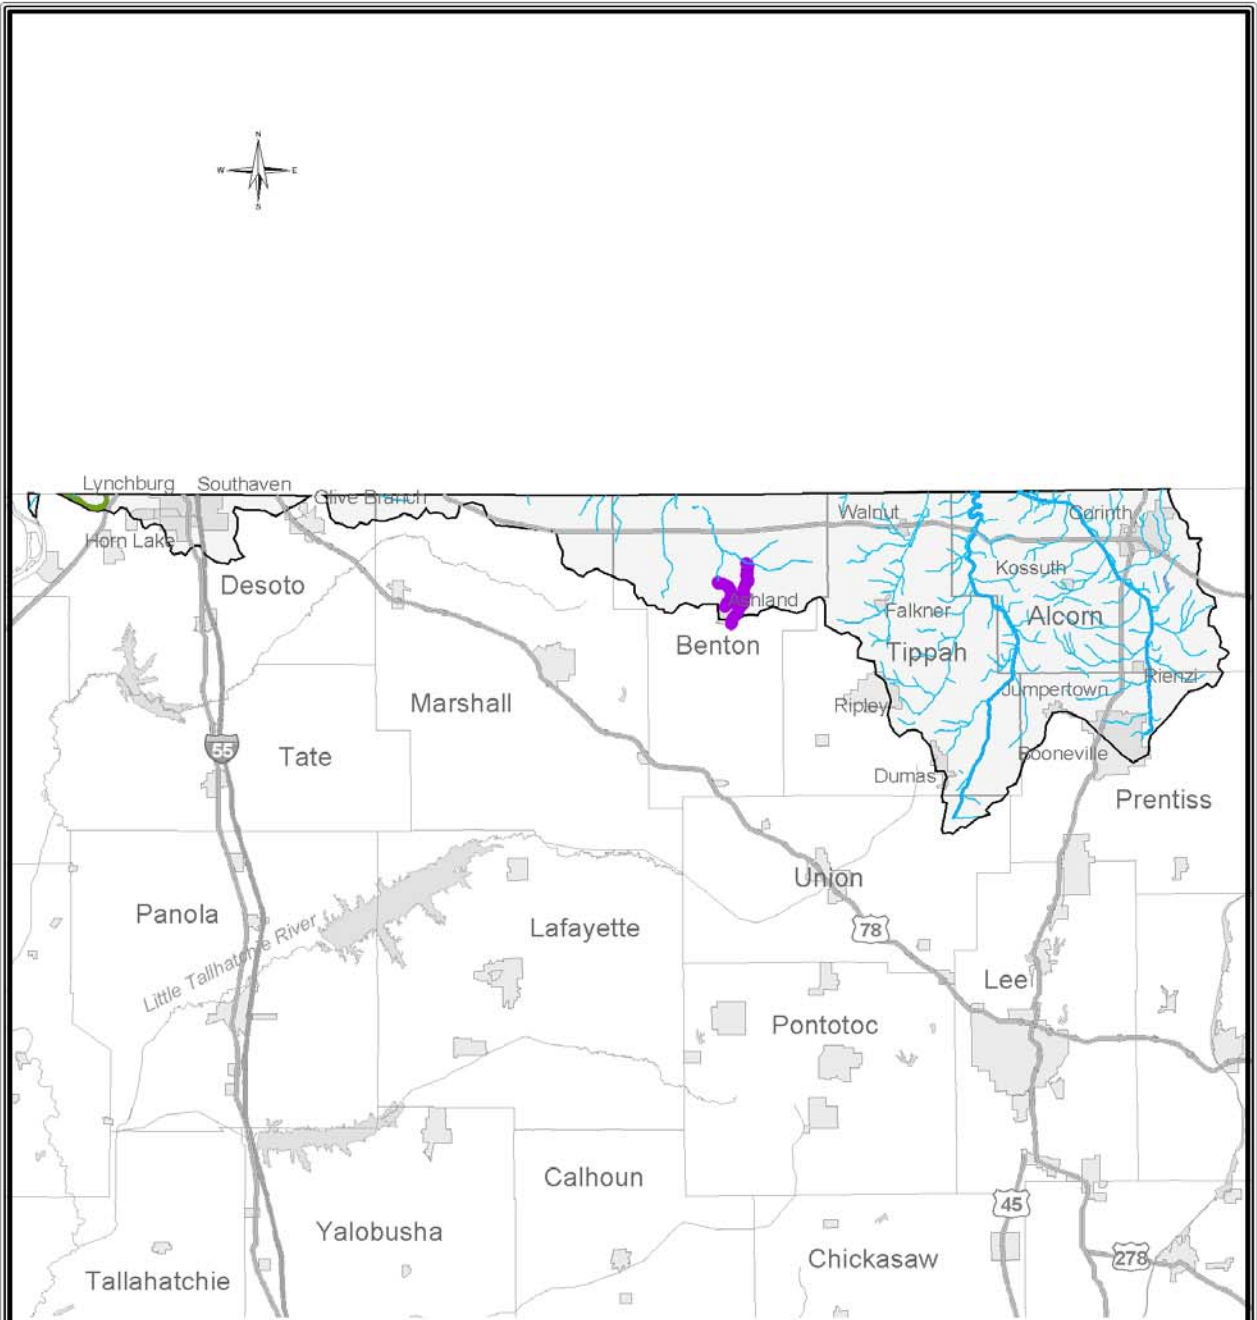 N
W E
S
Lynchburg Southaven
Olive Branch
Walnut Corinth
Horn Lake
Kossuth
Desoto
Ashland
Falkner Alcorn
Benton
Tippah
Rienzi
Jumpertown
Marshall
Ripley
55
Tate
Booneville
Dumas
Prentiss
Union
Panola
Lafayette
78
Little Tallhatchie River
Lee
Pontotoc
Calhoun
45
Yalobusha
Chickasaw
278
Tallahatchie